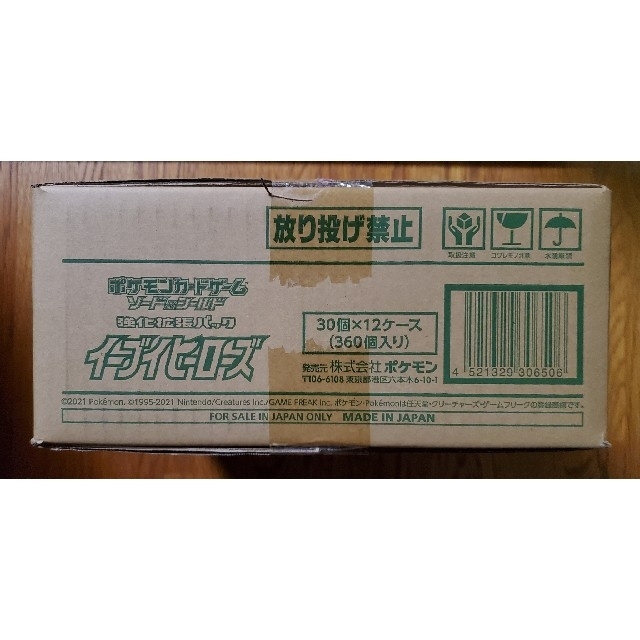 放り投げ禁止
取扱注意
コワレモノ注意
水濡厳禁
ポケモンカードゲーム
ソード&シールド
強化拡張パック
イーブイヒーローズ
30個×12ケース
(360個入り)
発売元 株式会社 ポケモン
〒106-6108 東京都港区六本木6-10-1
4 521329 306506
©2021 Pokémon. ©1995-2021 Nintendo/Creatures Inc./GAME FREAK Inc. ポケモン・Pokémonは任天堂・クリーチャーズ・ゲームフリークの登録商標です。
FOR SALE IN JAPAN ONLY MADE IN JAPAN